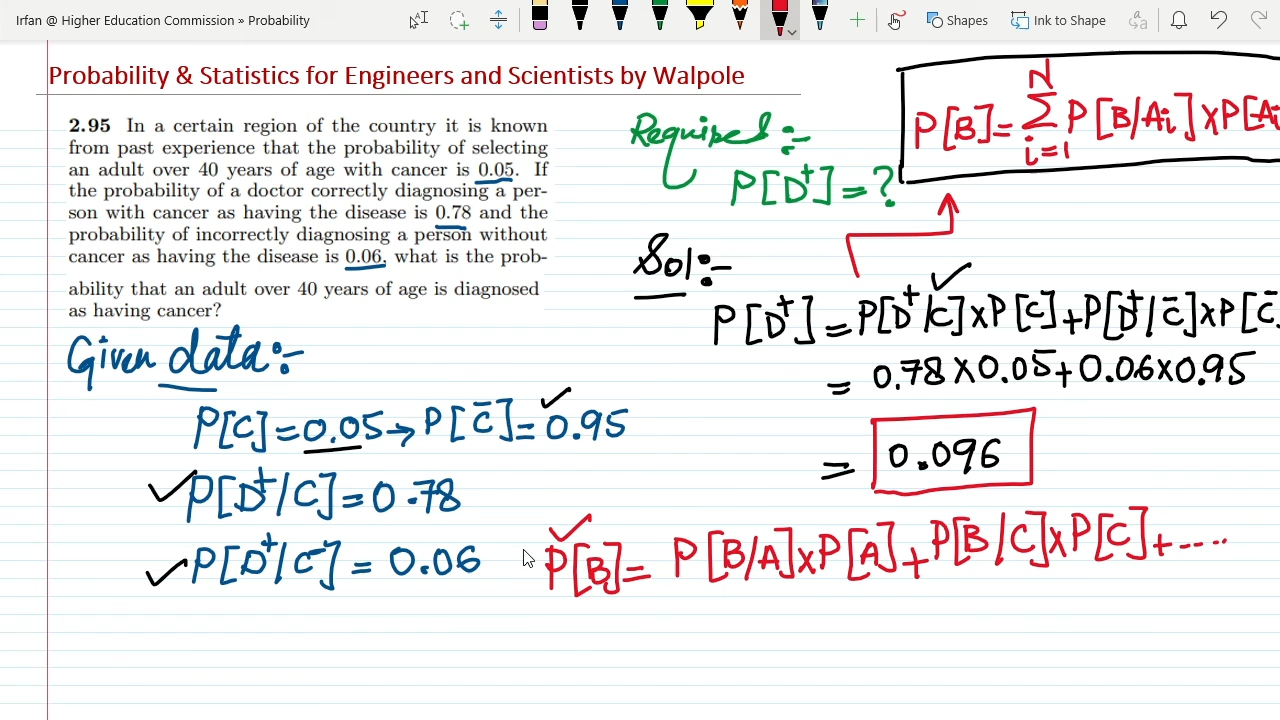 Irfan @ Higher Education Commission » Probability
Shapes
Ink to Shape
Probability & Statistics for Engineers and Scientists by Walpole
2.95 In a certain region of the country it is known
from past experience that the probability of selecting
an adult over 40 years of age with cancer is 0.05. If
the probability of a doctor correctly diagnosing a per-
son with cancer as having the disease is 0.78 and the
probability of incorrectly diagnosing a person without
cancer as having the disease is 0.06, what is the prob-
ability that an adult over 40 years of age is diagnosed
as having cancer?
Given data:-
P[C]=0.05→P[C̄]=0.95
P[D⁺/C]=0.78
P[D⁺/C̄]=0.06
Required:-
P[D⁺]=?
P[B]=∑ᵢ₌₁ᴺ P[B/Aᵢ]×P[Aᵢ
Sol:-
P[D⁺]=P[D⁺/C]×P[C]+P[D⁺/C̄]×P[C̄
=0.78×0.05+0.06×0.95
=0.096
P[B]=P[B/A]×P[A]+P[B/C]×P[C]+....